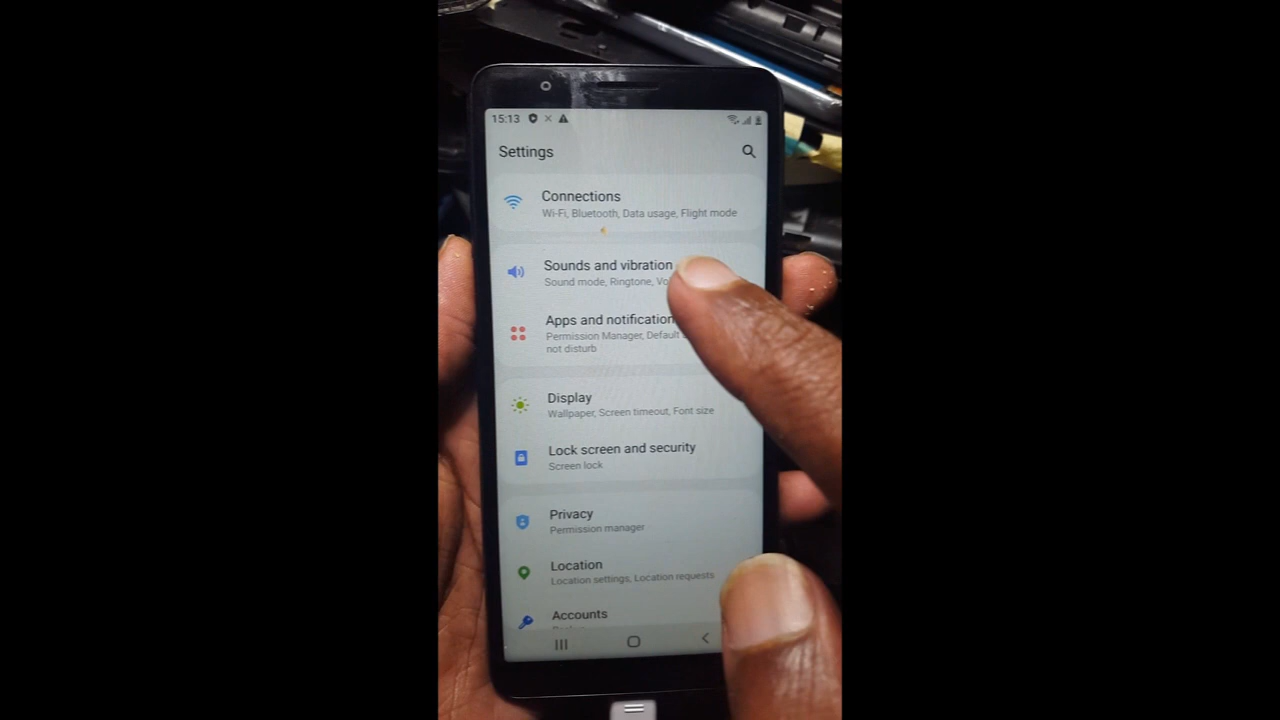 15:13
Settings
Connections
Wi-Fi, Bluetooth, Data usage, Flight mode
Sounds and vibration
Sound mode, Ringtone,
Apps and notification
Permission Manager, Default
not disturb
Display
Wallpaper, Screen timeout, Font size
Lock screen and security
Screen lock
Privacy
Permission manager
Location
Location settings, Location requests
Accounts